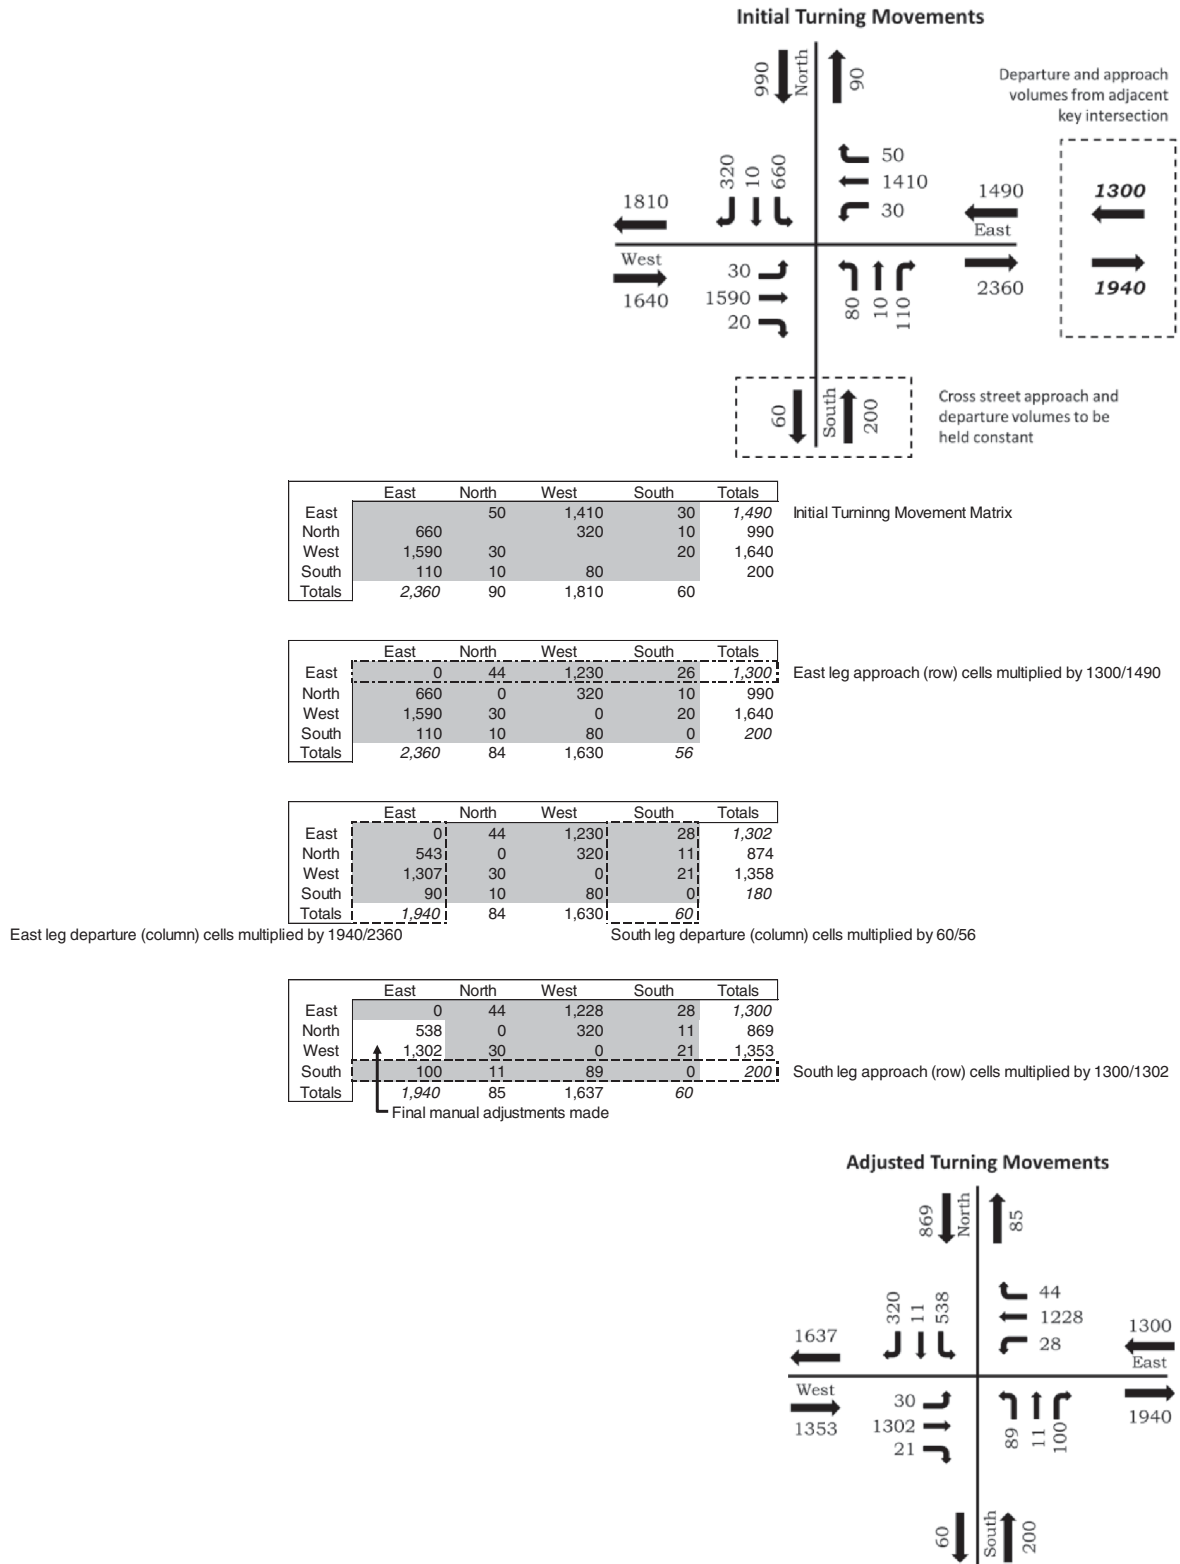 Initial Turning Movements
990
North
90
Departure and approach
volumes from adjacent
key intersection
320
10
660
50
1410
30
1810
1490
1300
West
East
1640
30
1590
20
80
10
110
2360
1940
60
South
200
Cross street approach and
departure volumes to be
held constant
East North West South Totals
East 50 1,410 30 1,490 Initial Turninng Movement Matrix
North 660 320 10 990
West 1,590 30 20 1,640
South 110 10 80 200
Totals 2,360 90 1,810 60
East North West South Totals
East 0 44 1,230 26 1,300 East leg approach (row) cells multiplied by 1300/1490
North 660 0 320 10 990
West 1,590 30 0 20 1,640
South 110 10 80 0 200
Totals 2,360 84 1,630 56
East North West South Totals
East 0 44 1,230 28 1,302
North 543 0 320 11 874
West 1,307 30 0 21 1,358
South 90 10 80 0 180
Totals 1,940 84 1,630 60
East leg departure (column) cells multiplied by 1940/2360 South leg departure (column) cells multiplied by 60/56
East North West South Totals
East 0 44 1,228 28 1,300
North 538 0 320 11 869
West 1,302 30 0 21 1,353
South 100 11 89 0 200 South leg approach (row) cells multiplied by 1300/1302
Totals 1,940 85 1,637 60
Final manual adjustments made
Adjusted Turning Movements
869
North
85
320
11
538
44
1228
28
1637
1300
East
West
1353
30
1302
21
89
11
100
1940
60
South
200